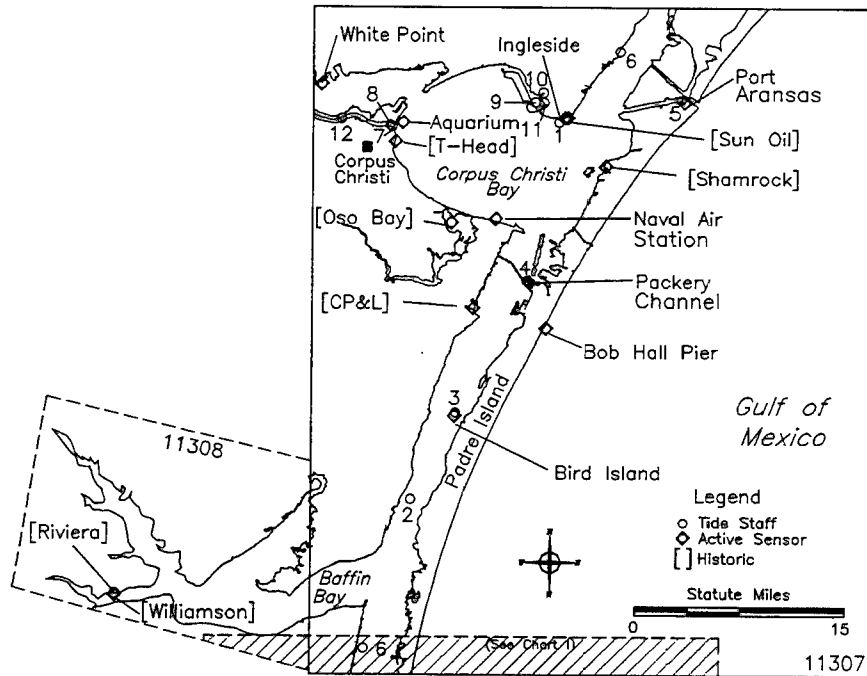 White Point
Ingleside
6
Port
Aransas
10
9
8
Aquarium
11
1
5
12
7
[T-Head]
[Sun Oil]
Corpus
Christi
Corpus Christi
Bay
[Shamrock]
[Oso Bay]
Naval Air
Station
4
Packery
Channel
[CP&L]
Bob Hall Pier
Padre Island
3
Gulf of
Mexico
11308
Bird Island
2
Legend
Tide Staff
Active Sensor
[ ] Historic
[Riviera]
Baffin
Bay
[Williamson]
Statute Miles
0 15
(See Chart 1)
6
11307